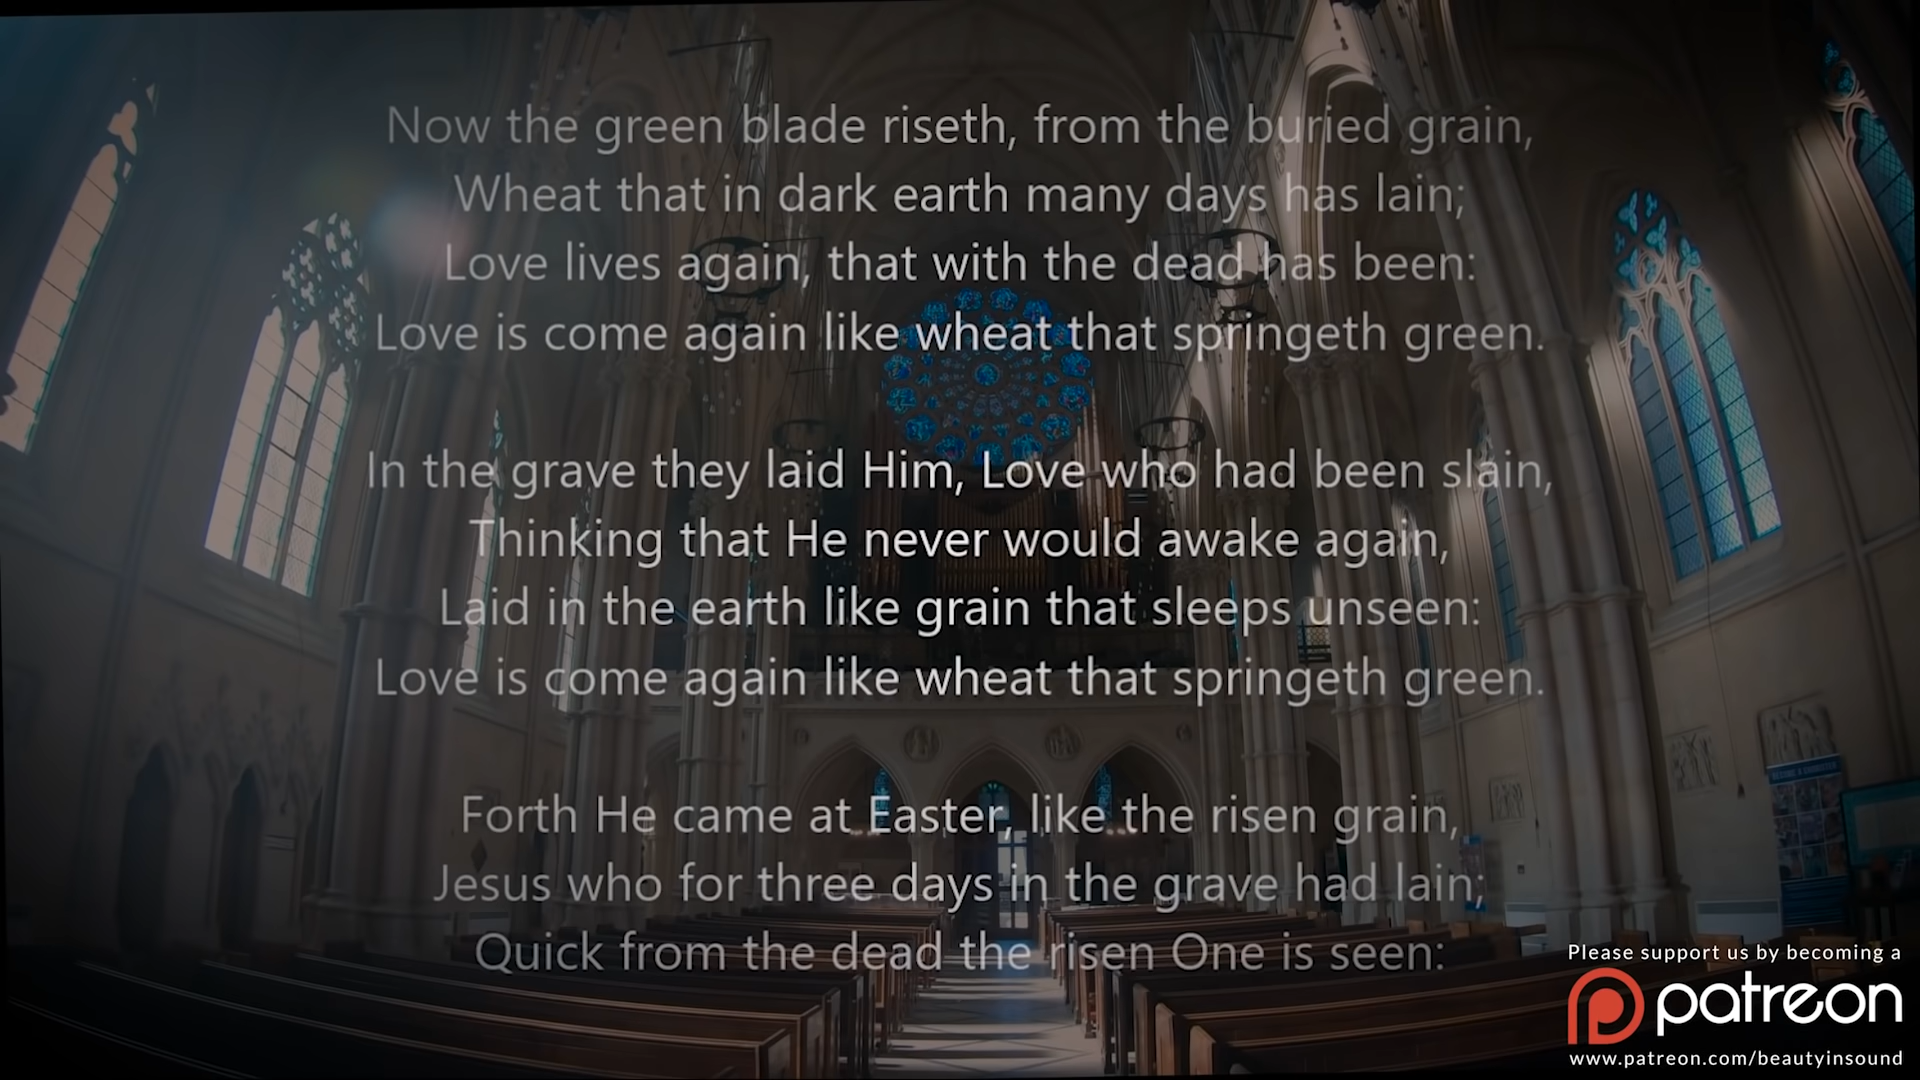 Now the green blade riseth, from the buried grain,
Wheat that in dark earth many days has lain;
Love lives again, that with the dead has been:
Love is come again like wheat that springeth green.
In the grave they laid Him, Love who had been slain,
Thinking that He never would awake again,
Laid in the earth like grain that sleeps unseen:
Love is come again like wheat that springeth green.
Forth He came at Easter, like the risen grain,
Jesus who for three days in the grave had lain;
Quick from the dead the risen One is seen:
Please support us by becoming a
patreon
www.patreon.com/beautyinsound